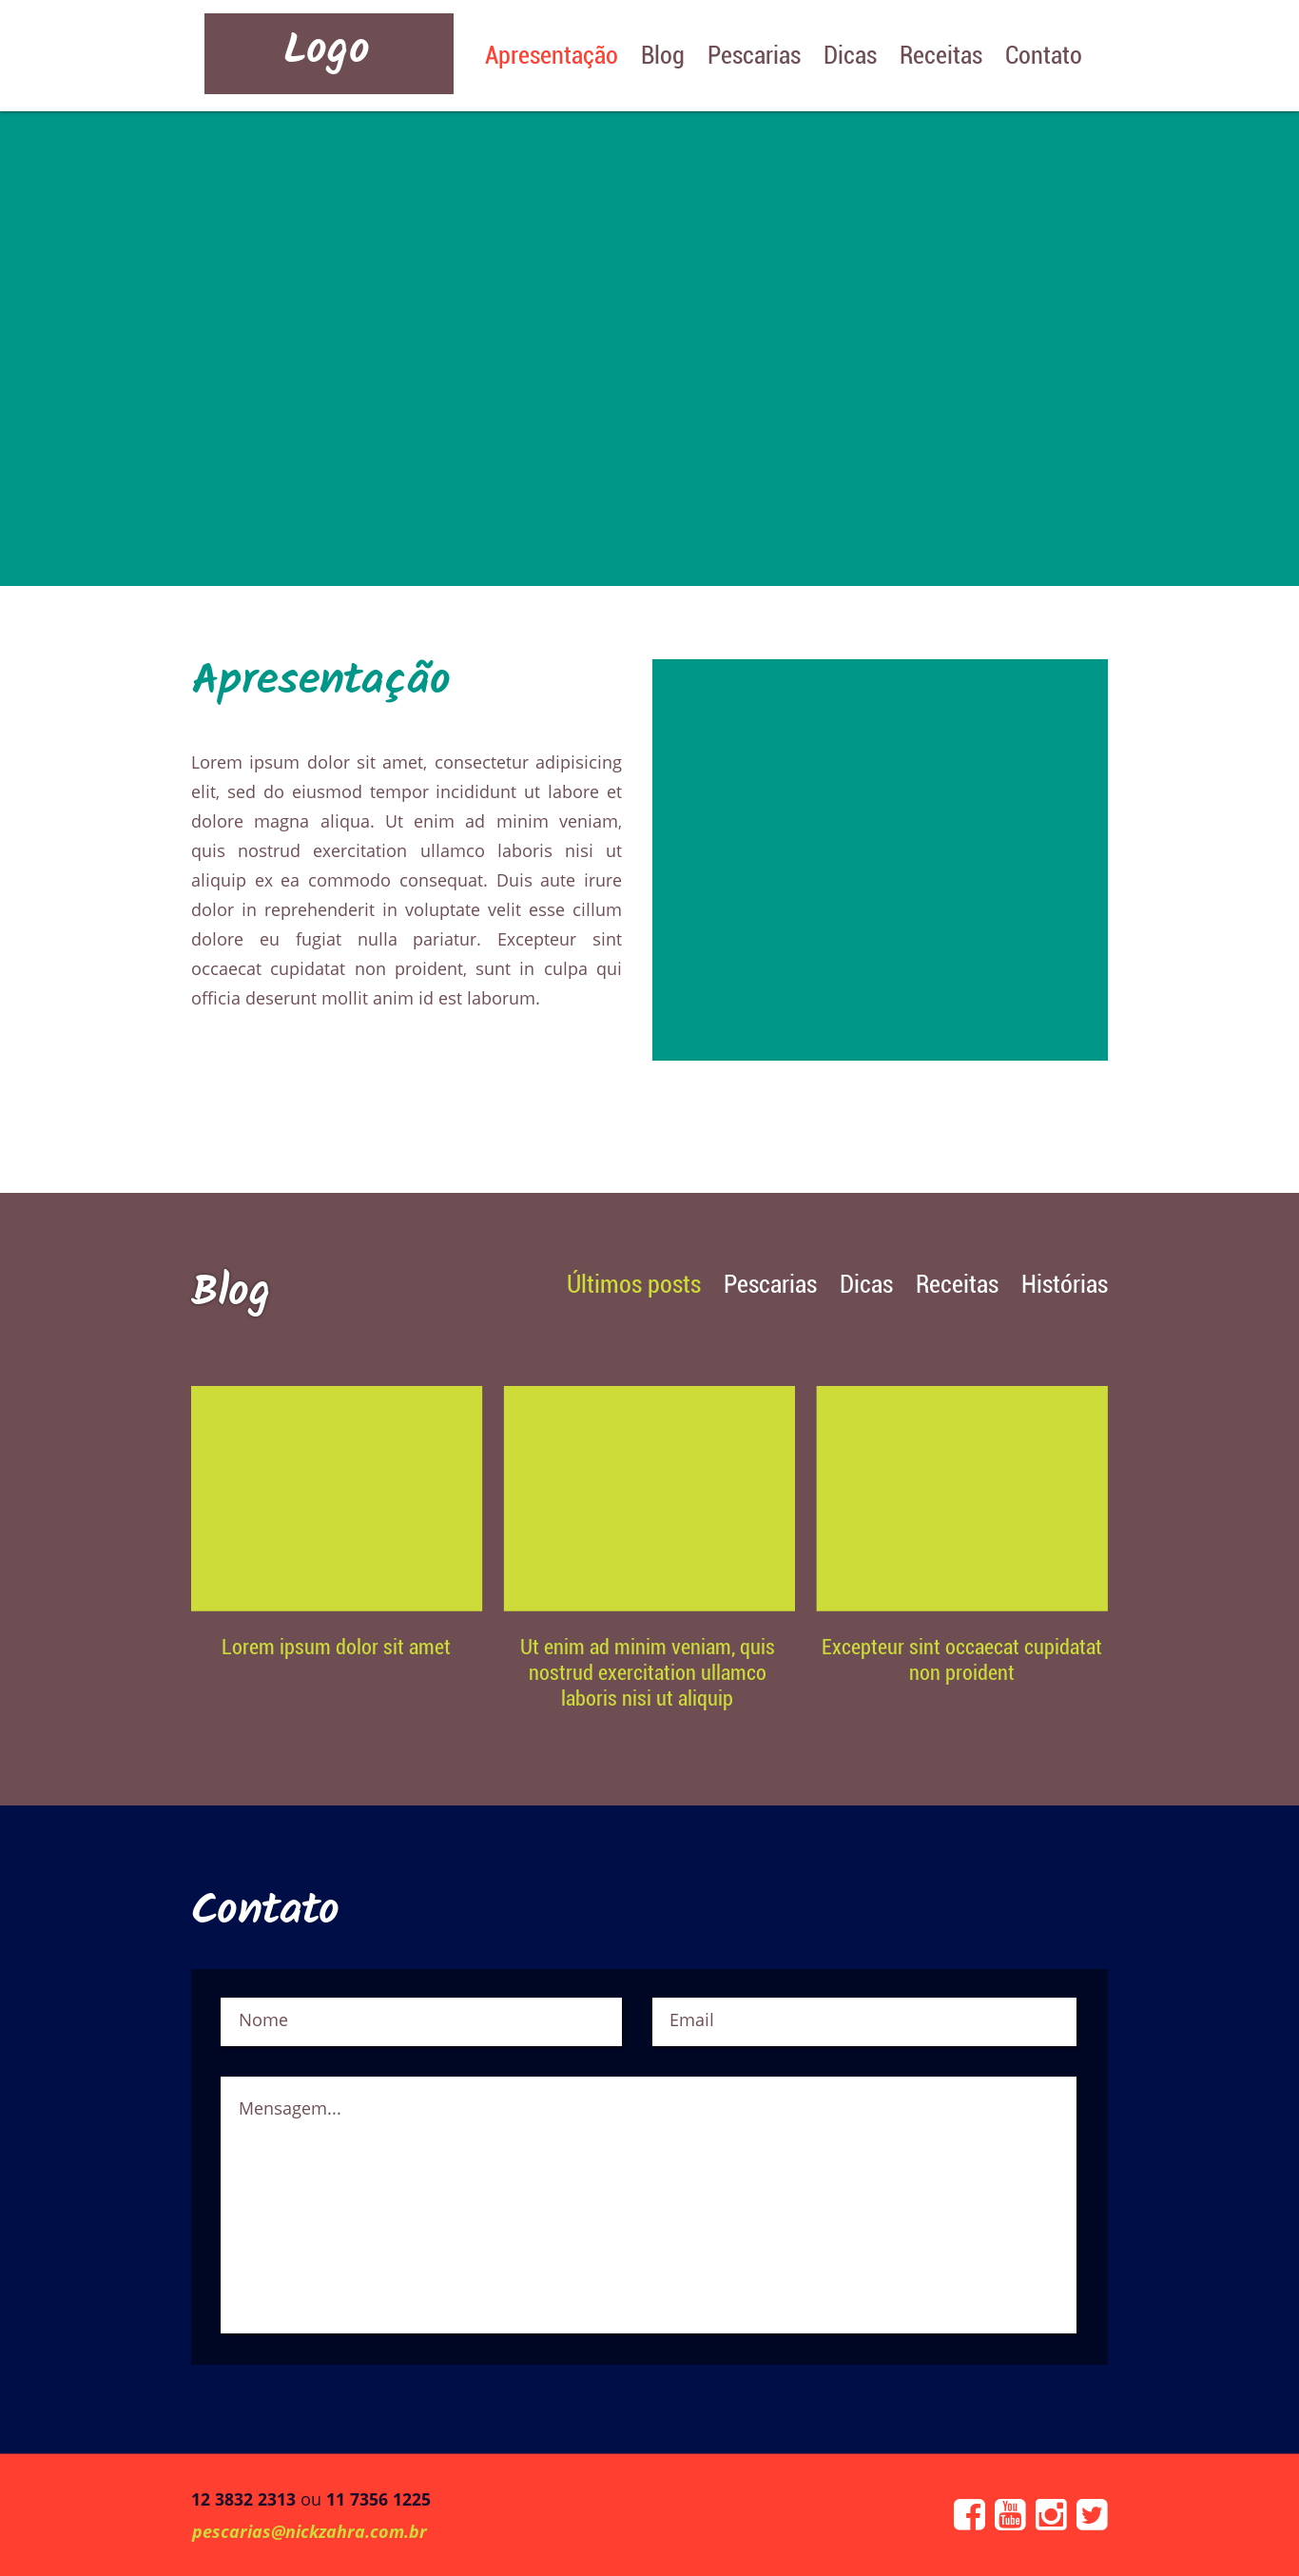 Logo
Apresentação Blog Pescarias Dicas Receitas Contato
Apresentação
Lorem ipsum dolor sit amet, consectetur adipisicing
elit, sed do eiusmod tempor incididunt ut labore et
dolore magna aliqua. Ut enim ad minim veniam,
quis nostrud exercitation ullamco laboris nisi ut
aliquip ex ea commodo consequat. Duis aute irure
dolor in reprehenderit in voluptate velit esse cillum
dolore eu fugiat nulla pariatur. Excepteur sint
occaecat cupidatat non proident, sunt in culpa qui
officia deserunt mollit anim id est laborum.
Blog
Últimos posts Pescarias Dicas Receitas Histórias
Lorem ipsum dolor sit amet
Ut enim ad minim veniam, quis
nostrud exercitation ullamco
laboris nisi ut aliquip
Excepteur sint occaecat cupidatat
non proident
Contato
Nome
Email
Mensagem...
12 3832 2313 ou 11 7356 1225
pescarias@nickzahra.com.br
You
Tube